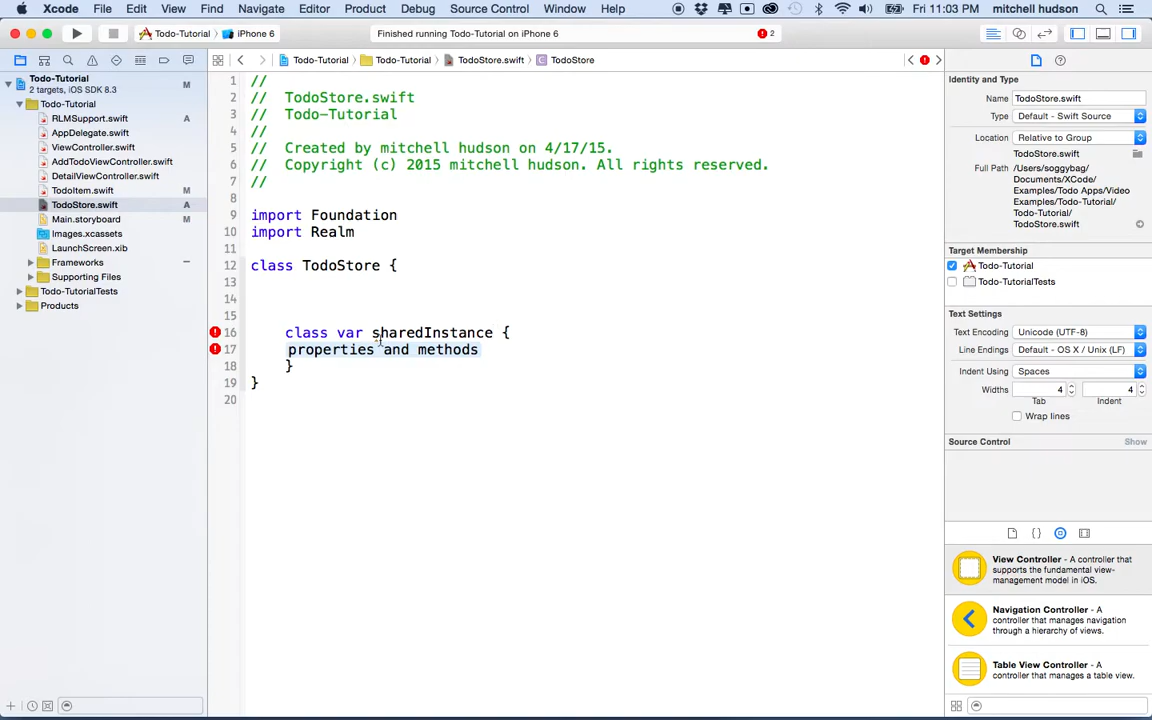 Xcode File Edit View Find Navigate Editor Product Debug Source Control Window Help Fri 11:03 PM mitchell hudson
Todo-Tutorial iPhone 6 Finished running Todo-Tutorial on iPhone 6 2
Todo-Tutorial Todo-Tutorial TodoStore.swift TodoStore
Todo-Tutorial M
2 targets, iOS SDK 8.3
Todo-Tutorial
RLMSupport.swift A
AppDelegate.swift
ViewController.swift
AddTodoViewController.swift
DetailViewController.swift
TodoItem.swift M
TodoStore.swift A
Main.storyboard M
Images.xcassets
LaunchScreen.xib
Frameworks
Supporting Files
Todo-TutorialTests
Products
1 //
2 // TodoStore.swift
3 // Todo-Tutorial
4 //
5 // Created by mitchell hudson on 4/17/15.
6 // Copyright (c) 2015 mitchell hudson. All rights reserved.
7 //
8
9 import Foundation
10 import Realm
11
12 class TodoStore {
13
14
15
16 class var sharedInstance {
17 properties and methods
18 }
19 }
20
Identity and Type
Name TodoStore.swift
Type Default - Swift Source
Location Relative to Group
TodoStore.swift
Full Path /Users/soggybag/
Documents/XCode/
Examples/Todo Apps/Video
Examples/Todo-Tutorial/
Todo-Tutorial/
TodoStore.swift
Target Membership
Todo-Tutorial
Todo-TutorialTests
Text Settings
Text Encoding Unicode (UTF-8)
Line Endings Default - OS X / Unix (LF)
Indent Using Spaces
Widths 4 4
Tab Indent
Wrap lines
Source Control Show
View Controller - A controller that
supports the fundamental view-
management model in iOS.
Navigation Controller - A
controller that manages navigation
through a hierarchy of views.
Table View Controller - A
controller that manages a table view.